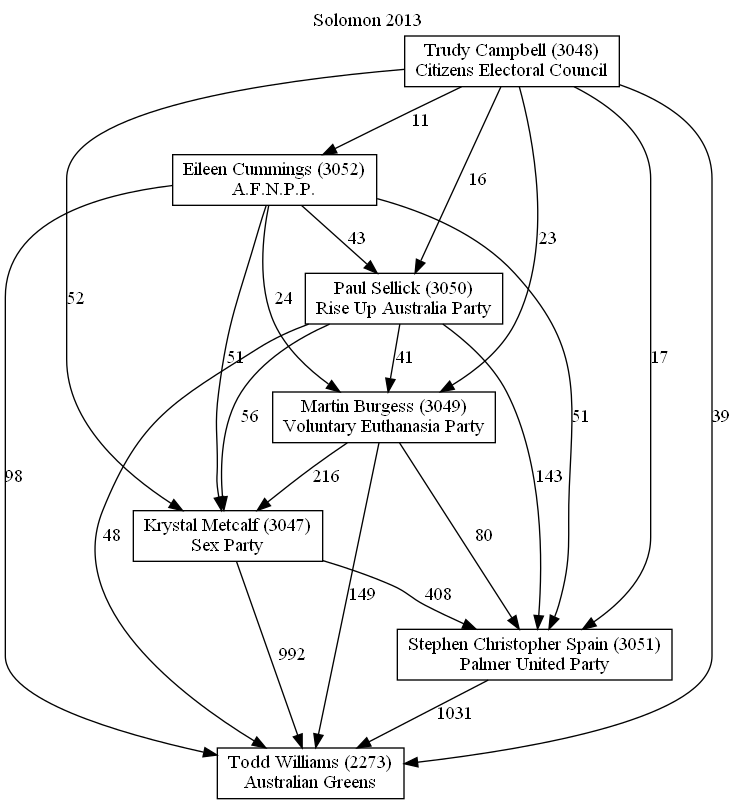 Solomon 2013
Trudy Campbell (3048)
Citizens Electoral Council
11
Eileen Cummings (3052)
A.F.N.P.P.
16
43
23
Paul Sellick (3050)
Rise Up Australia Party
52
24
51
41
17
Martin Burgess (3049)
Voluntary Euthanasia Party
56
51
39
98
216
143
Krystal Metcalf (3047)
Sex Party
48
80
149
408
Stephen Christopher Spain (3051)
Palmer United Party
992
1031
Todd Williams (2273)
Australian Greens